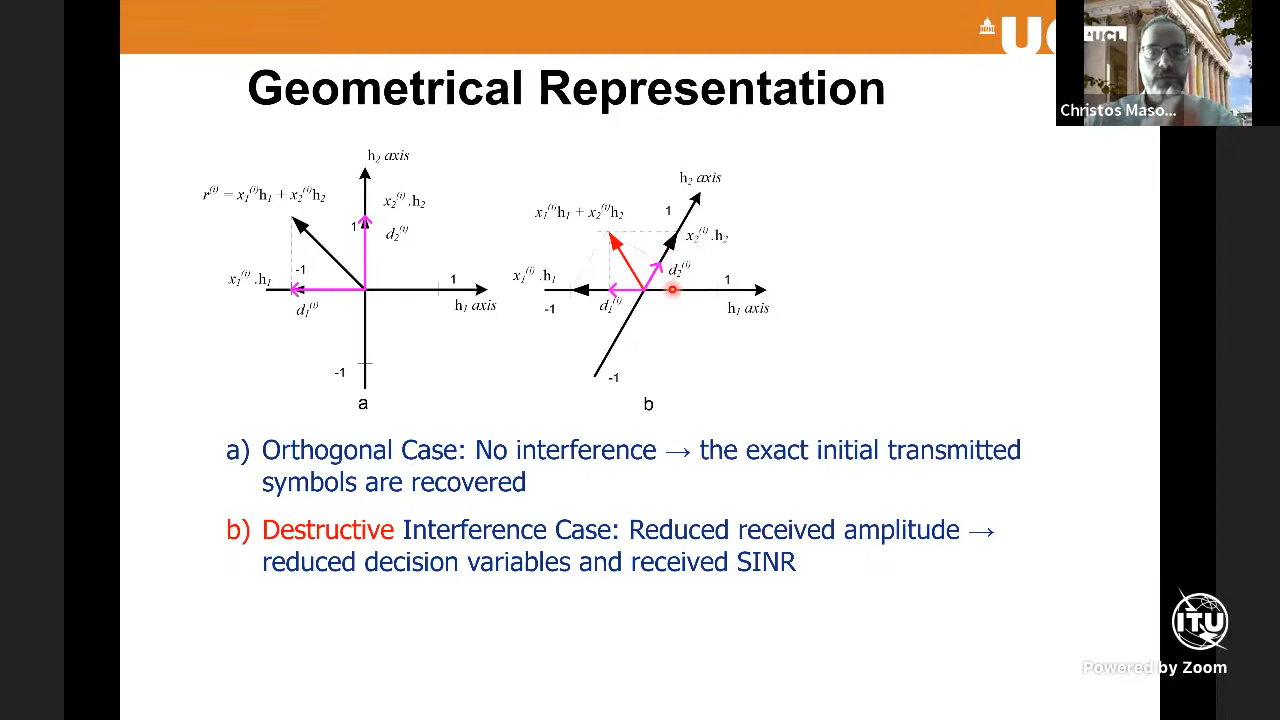 UC
UCL
Christos Maso...
Geometrical Representation
h₂ axis
r⁽ⁱ⁾ = x₁⁽ⁱ⁾h₁ + x₂⁽ⁱ⁾h₂
x₂⁽ⁱ⁾.h₂
1
d₂⁽ⁱ⁾
-1
x₁⁽ⁱ⁾.h₁
1
d₁⁽ⁱ⁾
h₁ axis
-1
a
h₂ axis
x₁⁽ⁱ⁾h₁ + x₂⁽ⁱ⁾h₂
1
x₂⁽ⁱ⁾.h₂
x₁⁽ⁱ⁾.h₁
d₂⁽ⁱ⁾
1
-1
d₁⁽ⁱ⁾
h₁ axis
-1
b
a) Orthogonal Case: No interference → the exact initial transmitted
symbols are recovered
b) Destructive Interference Case: Reduced received amplitude →
reduced decision variables and received SINR
ITU
Powered by Zoom